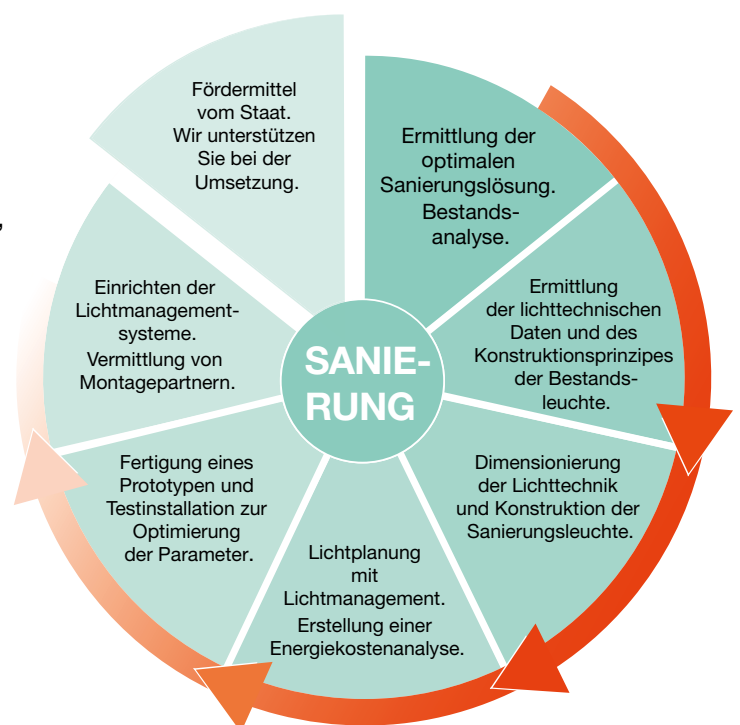 Fördermittel
vom Staat.
Wir unterstützen
Sie bei der
Umsetzung.
Ermittlung der
optimalen
Sanierungslösung.
Bestands-
analyse.
Ermittlung
der lichttechnischen
Daten und des
Konstruktionsprinzipes
der Bestands-
leuchte.
Dimensionierung
der Lichttechnik
und Konstruktion der
Sanierungsleuchte.
Lichtplanung
mit
Lichtmanagement.
Erstellung einer
Energiekostenanalyse.
Fertigung eines
Prototypen und
Testinstallation zur
Optimierung
der Parameter.
Einrichten der
Lichtmanagement-
systeme.
Vermittlung von
Montagepartnern.
SANIE-
RUNG
,